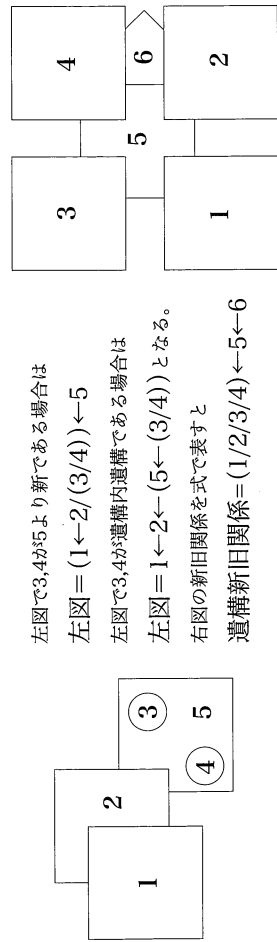 1
2
3
4
5
左図で3,4が5より新である場合は
左図=(1←2/(3/4))←5
左図で3,4が遺構内遺構である場合は
左図=1←2←(5←(3/4))となる。
右図の新旧関係を式で表すと
遺構新旧関係=(1/2/3/4)←5←6
3
4
5
6
1
2